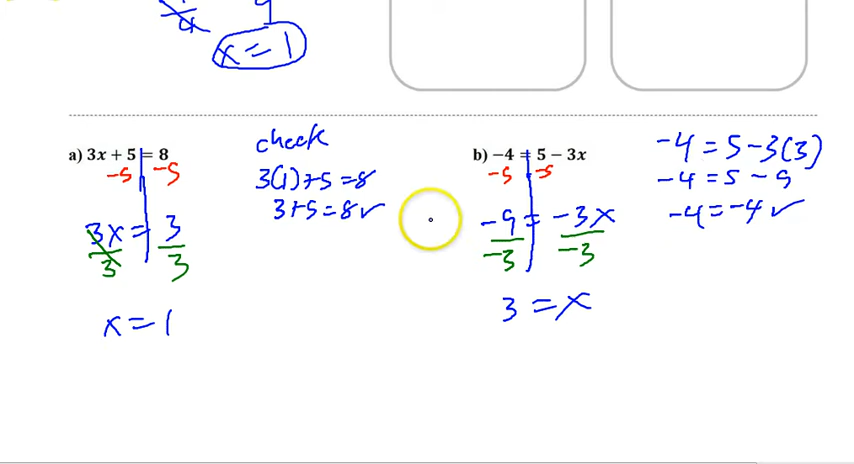 x = 1
a) 3x + 5 = 8
-5 -5
3x = 3
3 3
x = 1
check
3(1)+5=8
3+5=8✓
b) −4 = 5 − 3x
-5 -5
-9 = -3x
-3 -3
3 = x
-4 = 5-3(3)
-4 = 5 - 9
-4 = -4 ✓